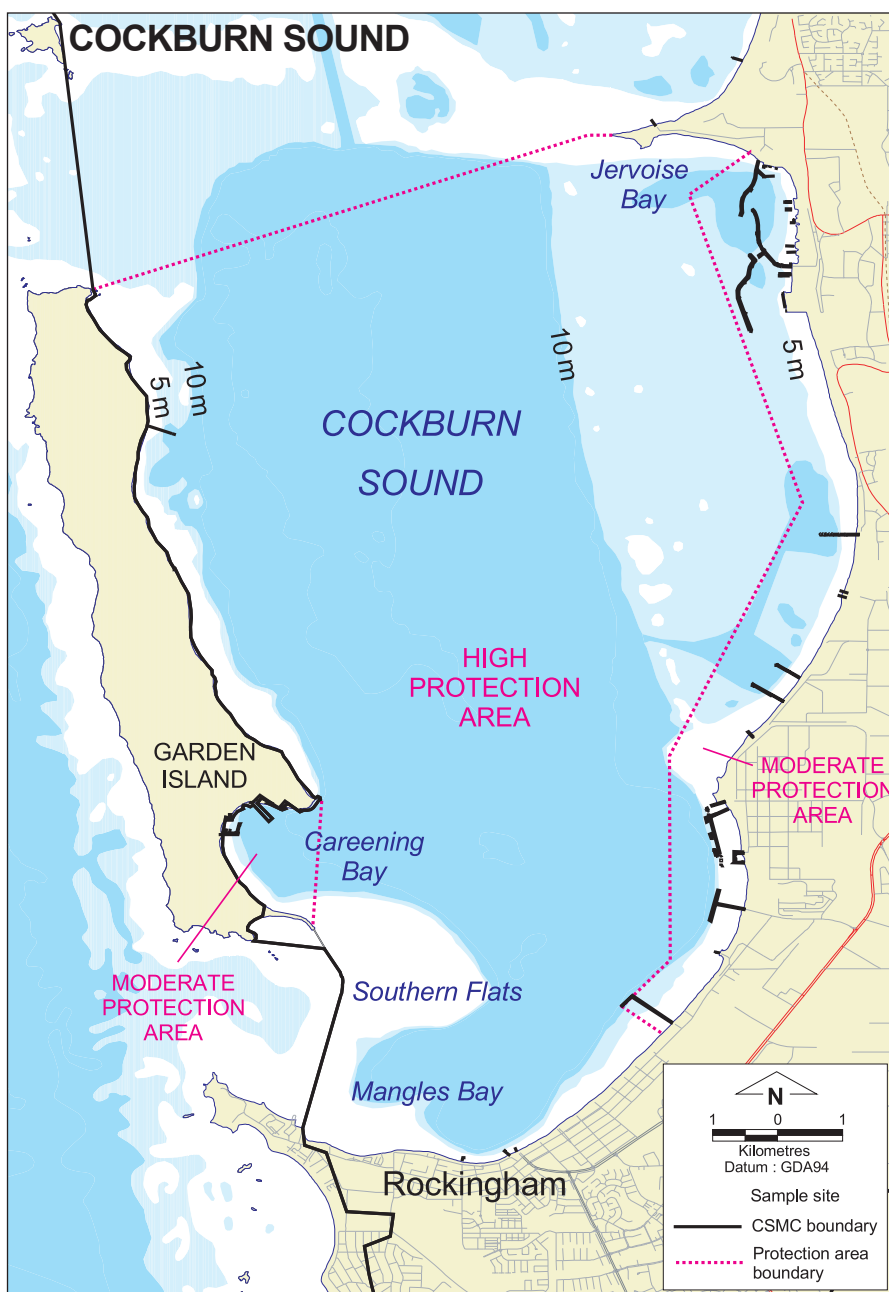 COCKBURN SOUND
Jervoise
Bay
10 m
5 m
10 m
5 m
COCKBURN
SOUND
HIGH
PROTECTION
AREA
GARDEN
ISLAND
MODERATE
PROTECTION
AREA
Careening
Bay
MODERATE
PROTECTION
AREA
Southern Flats
Mangles Bay
Rockingham
N
1 0 1
Kilometres
Datum : GDA94
Sample site
CSMC boundary
Protection area
boundary